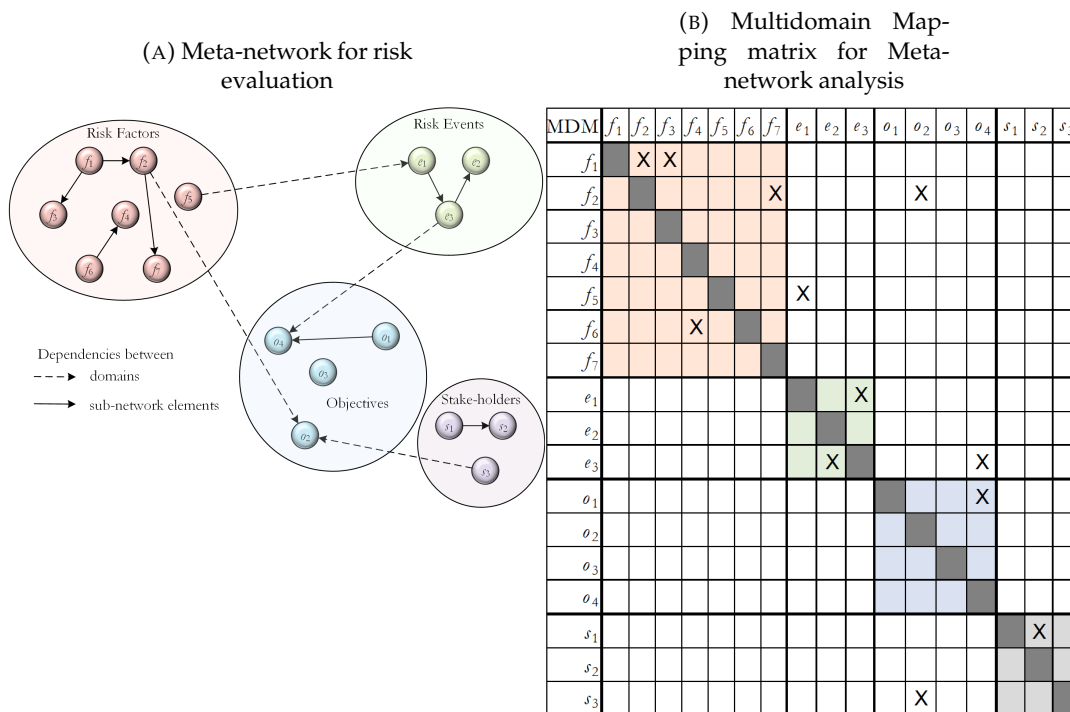 (A) Meta-network for risk
evaluation
Risk Factors
f1
f2
f3
f4
f5
f6
f7
Risk Events
e1
e2
e3
o4
o1
o3
Objectives
o2
Stake-holders
s1
s2
s3
Dependencies between
domains
sub-network elements
(B) Multidomain Map-
ping matrix for Meta-
network analysis
MDM f1 f2 f3 f4 f5 f6 f7 e1 e2 e3 o1 o2 o3 o4 s1 s2 s3
f1 X X
f2 X X
f3
f4
f5 X
f6 X
f7
e1 X
e2
e3 X X
o1 X
o2
o3
o4
s1 X
s2
s3 X